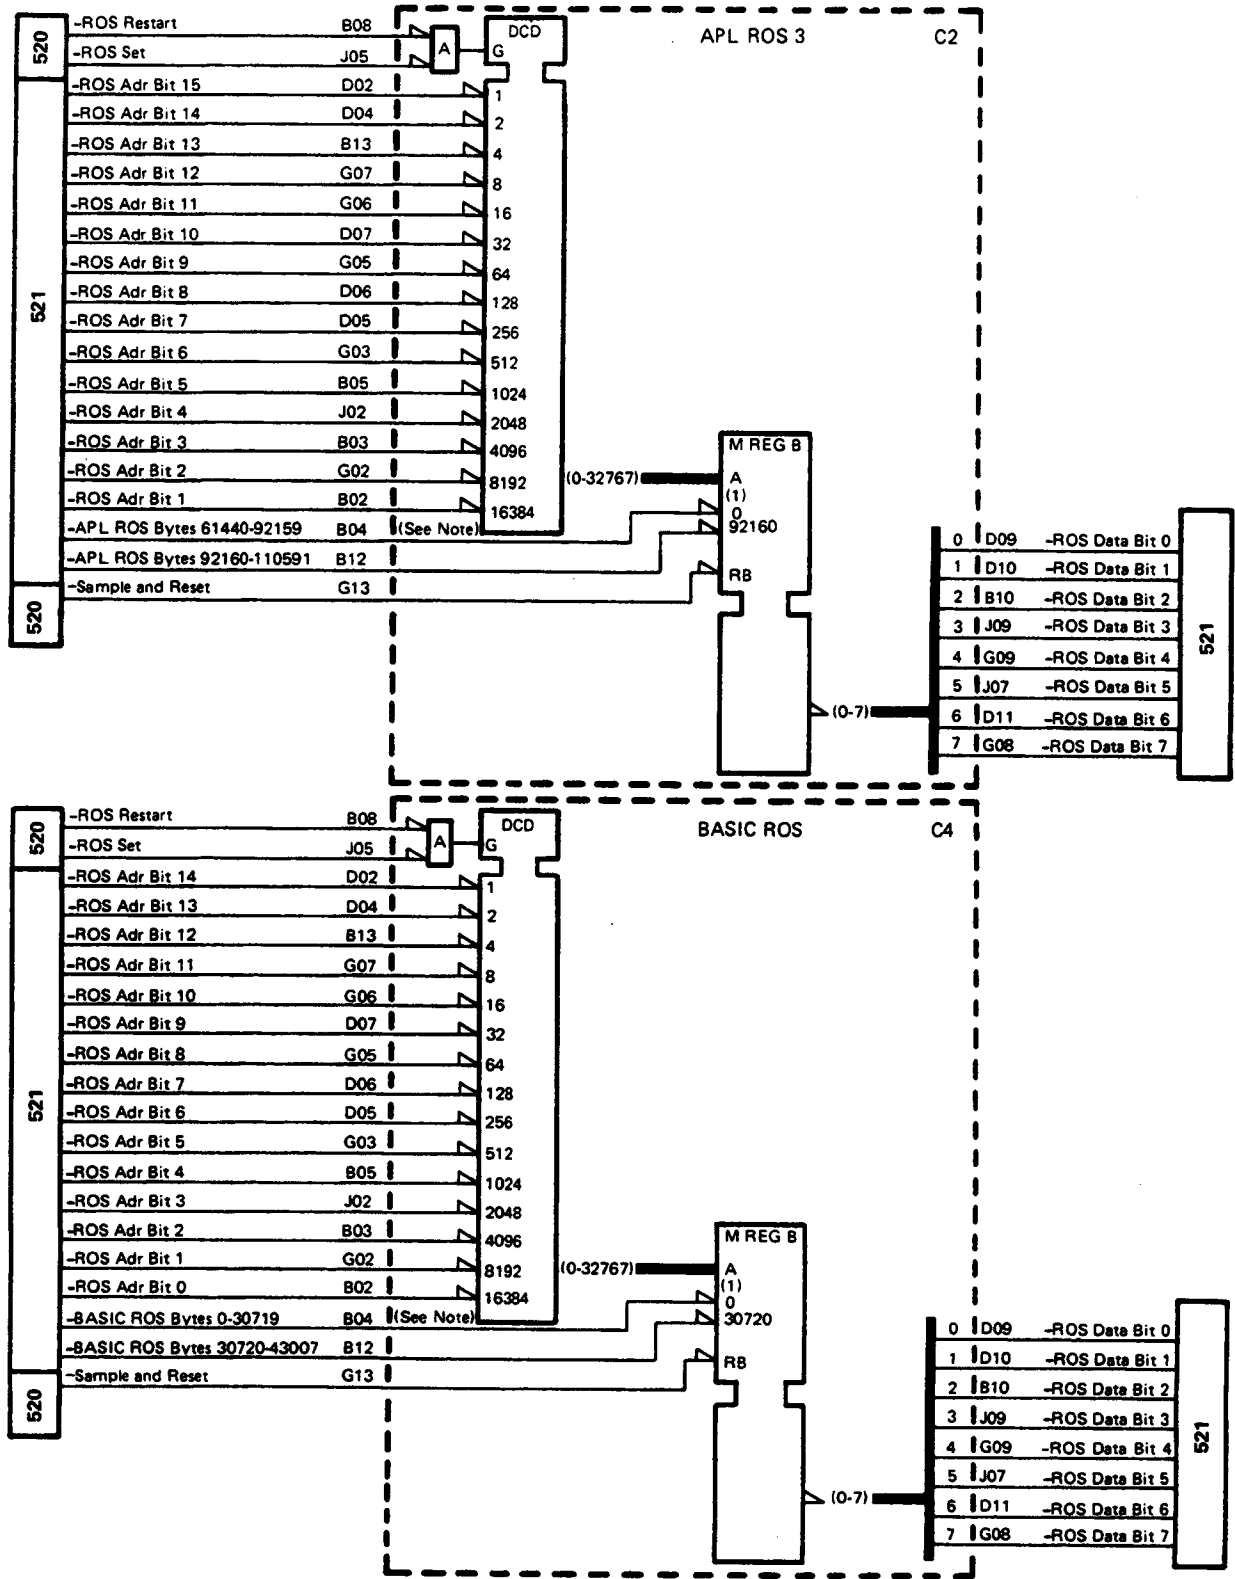 520
-ROS Restart B08
-ROS Set J05
A
DCD
G
APL ROS 3
C2
521
-ROS Adr Bit 15 D02 1
-ROS Adr Bit 14 D04 2
-ROS Adr Bit 13 B13 4
-ROS Adr Bit 12 G07 8
-ROS Adr Bit 11 G06 16
-ROS Adr Bit 10 D07 32
-ROS Adr Bit 9 G05 64
-ROS Adr Bit 8 D06 128
-ROS Adr Bit 7 D05 256
-ROS Adr Bit 6 G03 512
-ROS Adr Bit 5 B05 1024
-ROS Adr Bit 4 J02 2048
-ROS Adr Bit 3 B03 4096
-ROS Adr Bit 2 G02 8192
-ROS Adr Bit 1 B02 16384
-APL ROS Bytes 61440-92159 B04 (See Note)
-APL ROS Bytes 92160-110591 B12
-Sample and Reset G13
520
M REG B
(0-32767) A
(1)
0
92160
RB
(0-7)
0 D09 -ROS Data Bit 0
1 D10 -ROS Data Bit 1
2 B10 -ROS Data Bit 2
3 J09 -ROS Data Bit 3
4 G09 -ROS Data Bit 4
5 J07 -ROS Data Bit 5
6 D11 -ROS Data Bit 6
7 G08 -ROS Data Bit 7
521
520
-ROS Restart B08
-ROS Set J05
A
DCD
G
BASIC ROS
C4
521
-ROS Adr Bit 14 D02 1
-ROS Adr Bit 13 D04 2
-ROS Adr Bit 12 B13 4
-ROS Adr Bit 11 G07 8
-ROS Adr Bit 10 G06 16
-ROS Adr Bit 9 D07 32
-ROS Adr Bit 8 G05 64
-ROS Adr Bit 7 D06 128
-ROS Adr Bit 6 D05 256
-ROS Adr Bit 5 G03 512
-ROS Adr Bit 4 B05 1024
-ROS Adr Bit 3 J02 2048
-ROS Adr Bit 2 B03 4096
-ROS Adr Bit 1 G02 8192
-ROS Adr Bit 0 B02 16384
-BASIC ROS Bytes 0-30719 B04 (See Note)
-BASIC ROS Bytes 30720-43007 B12
-Sample and Reset G13
520
M REG B
(0-32767) A
(1)
0
30720
RB
(0-7)
0 D09 -ROS Data Bit 0
1 D10 -ROS Data Bit 1
2 B10 -ROS Data Bit 2
3 J09 -ROS Data Bit 3
4 G09 -ROS Data Bit 4
5 J07 -ROS Data Bit 5
6 D11 -ROS Data Bit 6
7 G08 -ROS Data Bit 7
521